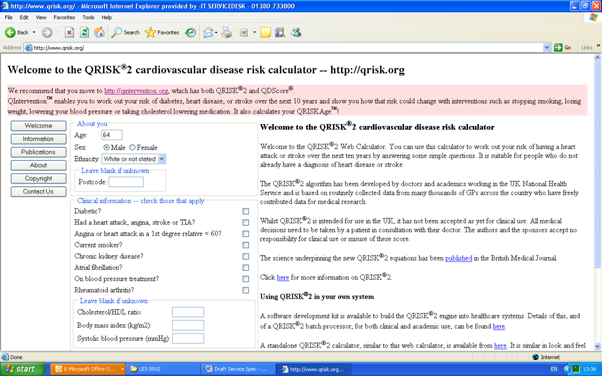 http://www.qrisk.org/ - Microsoft Internet Explorer provided by -IT SERVICEDESK - 01380 733800
File Edit View Favorites Tools Help
Back Search Favorites
Address http://www.qrisk.org/ Go Links
Welcome to the QRISK®2 cardiovascular disease risk calculator -- http://qrisk.org
We recommend that you move to http://qintervention.org, which has both QRISK®2 and QDScore®.
QIntervention™ enables you to work out your risk of diabetes, heart disease, or stroke over the next 10 years and show you how that risk could change with interventions such as stopping smoking, losing
weight, lowering your blood pressure or taking cholesterol lowering medication. It also calculates your QRISKAge™!
Welcome
Information
Publications
About
Copyright
Contact Us
About you
Age: 64
Sex: Male Female
Ethnicity: White or not stated
Leave blank if unknown
Postcode:
Clinical information -- check those that apply
Diabetic?
Had a heart attack, angina, stroke or TIA?
Angina or heart attack in a 1st degree relative < 60?
Current smoker?
Chronic kidney disease?
Atrial fibrillation?
On blood pressure treatment?
Rheumatoid arthritis?
Leave blank if unknown
Cholesterol/HDL ratio:
Body mass index (kg/m2):
Systolic blood pressure (mmHg):
Welcome to the QRISK®2 cardiovascular disease risk calculator
Welcome to the QRISK®2 Web Calculator. You can use this calculator to work out your risk of having a heart
attack or stroke over the next ten years by answering some simple questions. It is suitable for people who do not
already have a diagnosis of heart disease or stroke.
The QRISK®2 algorithm has been developed by doctors and academics working in the UK National Health
Service and is based on routinely collected data from many thousands of GPs across the country who have freely
contributed data for medical research.
Whilst QRISK®2 is intended for use in the UK, it has not been accepted as yet for clinical use. All medical
decisions need to be taken by a patient in consultation with their doctor. The authors and the sponsors accept no
responsibility for clinical use or misuse of these score.
The science underpinning the new QRISK®2 equations has been published in the British Medical Journal.
Click here for more information on QRISK®2.
Using QRISK®2 in your own system
A software development kit is available to build the QRISK®2 engine into healthcare systems. Details of this, and
of a QRISK®2 batch processor, for both clinical and academic use, can be found here.
A standalone QRISK®2 calculator, similar to this web calculator, is available from here. It is similar in look and feel
Done Internet
start Microsoft Office O... LES 0910 Draft Service Spec - ... http://www.qrisk.org... EN 13:36